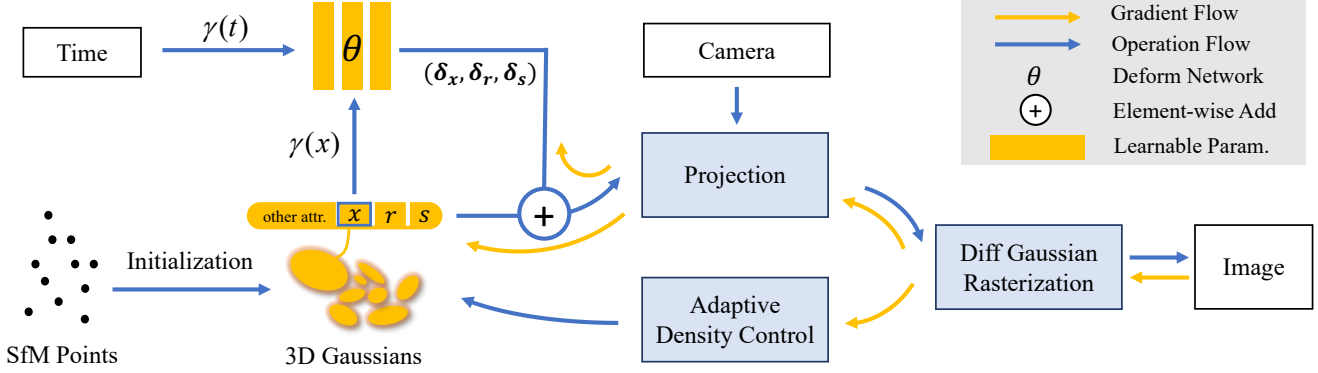 Time
γ(t)
θ
(δx, δr, δs)
γ(x)
other attr. x r s
+
Camera
Projection
Gradient Flow
Operation Flow
θ Deform Network
+ Element-wise Add
Learnable Param.
Initialization
SfM Points
3D Gaussians
Adaptive
Density Control
Diff Gaussian
Rasterization
Image